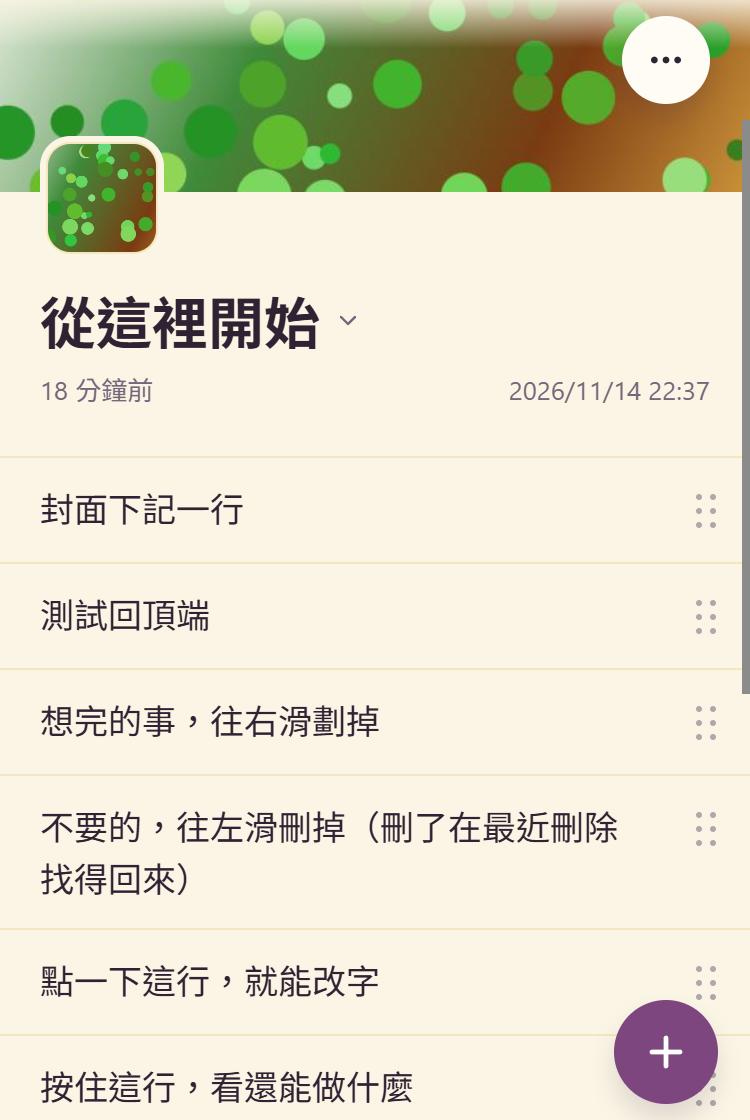 從這裡開始
18 分鐘前
2026/11/14 22:37
封面下記一行
測試回頂端
想完的事，往右滑劃掉
不要的，往左滑刪掉（刪了在最近刪除
找得回來）
點一下這行，就能改字
按住這行，看還能做什麼